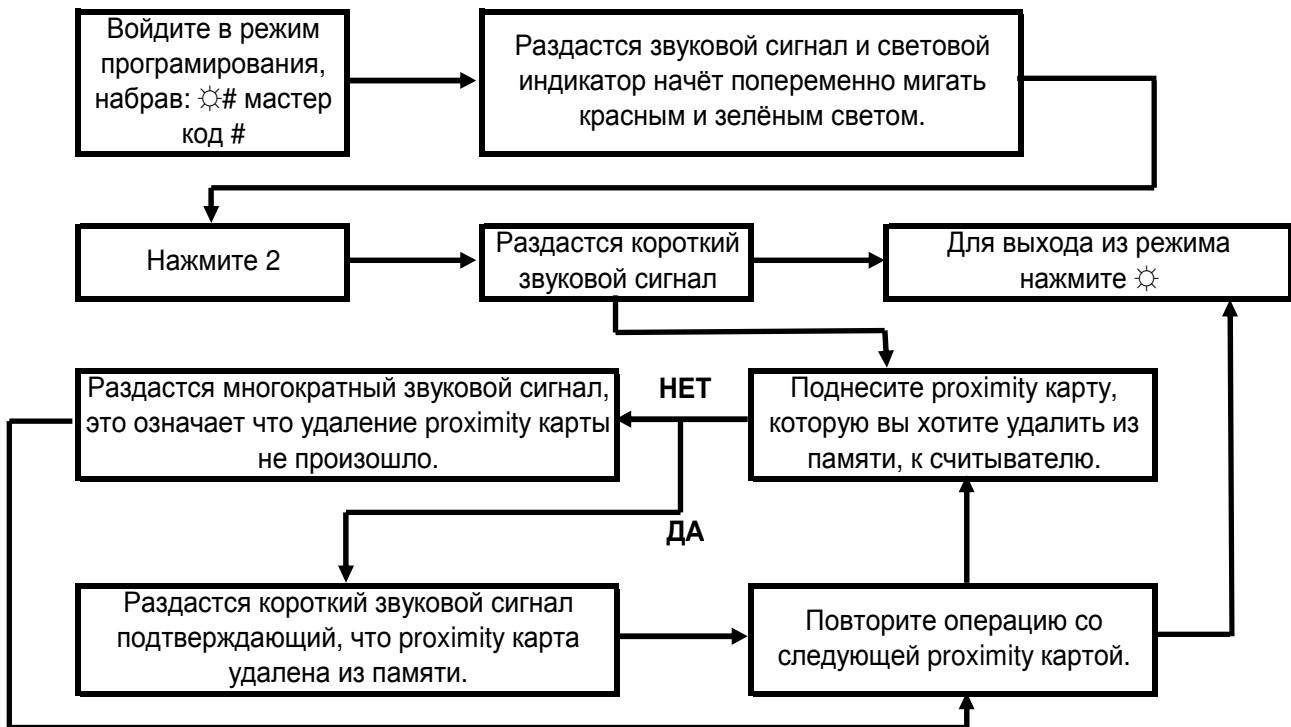 Войдите в режим
програмирования,
набрав: ☼# мастер
код #
Раздастся звуковой сигнал и световой
индикатор начёт попеременно мигать
красным и зелёным светом.
Нажмите 2
Раздастся короткий
звуковой сигнал
Для выхода из режима
нажмите ☼
Раздастся многократный звуковой сигнал,
это означает что удаление proximity карты
не произошло.
НЕТ
Поднесите proximity карту,
которую вы хотите удалить из
памяти, к считывателю.
ДА
Раздастся короткий звуковой сигнал
подтверждающий, что proximity карта
удалена из памяти.
Повторите операцию со
следующей proximity картой.